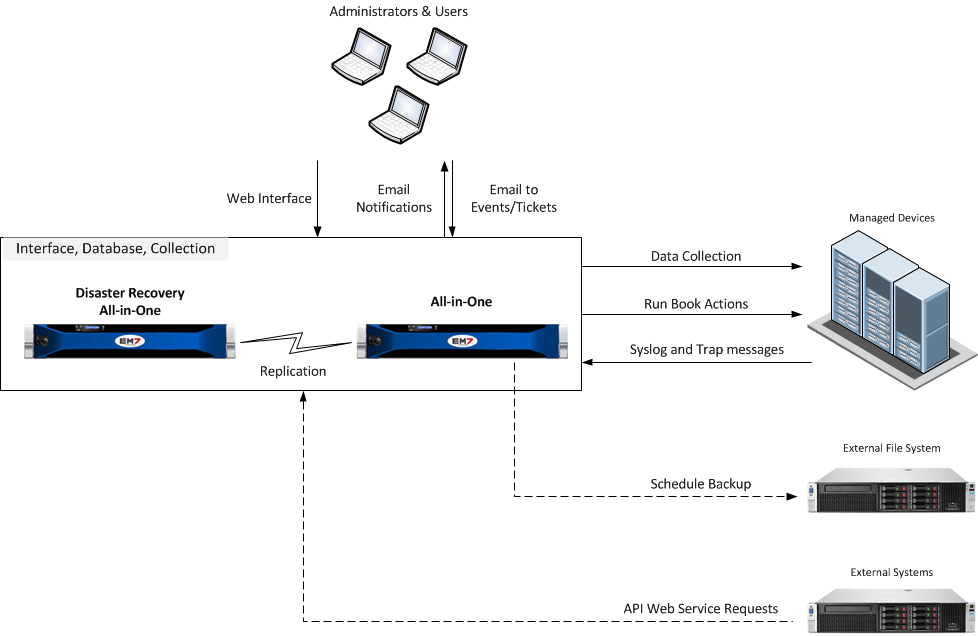 Administrators & Users
Web Interface
Email
Notifications
Email to
Events/Tickets
Managed Devices
Interface, Database, Collection
Data Collection
Disaster Recovery
All-in-One
All-in-One
Run Book Actions
EM7
EM7
Syslog and Trap messages
Replication
External File System
Schedule Backup
External Systems
API Web Service Requests